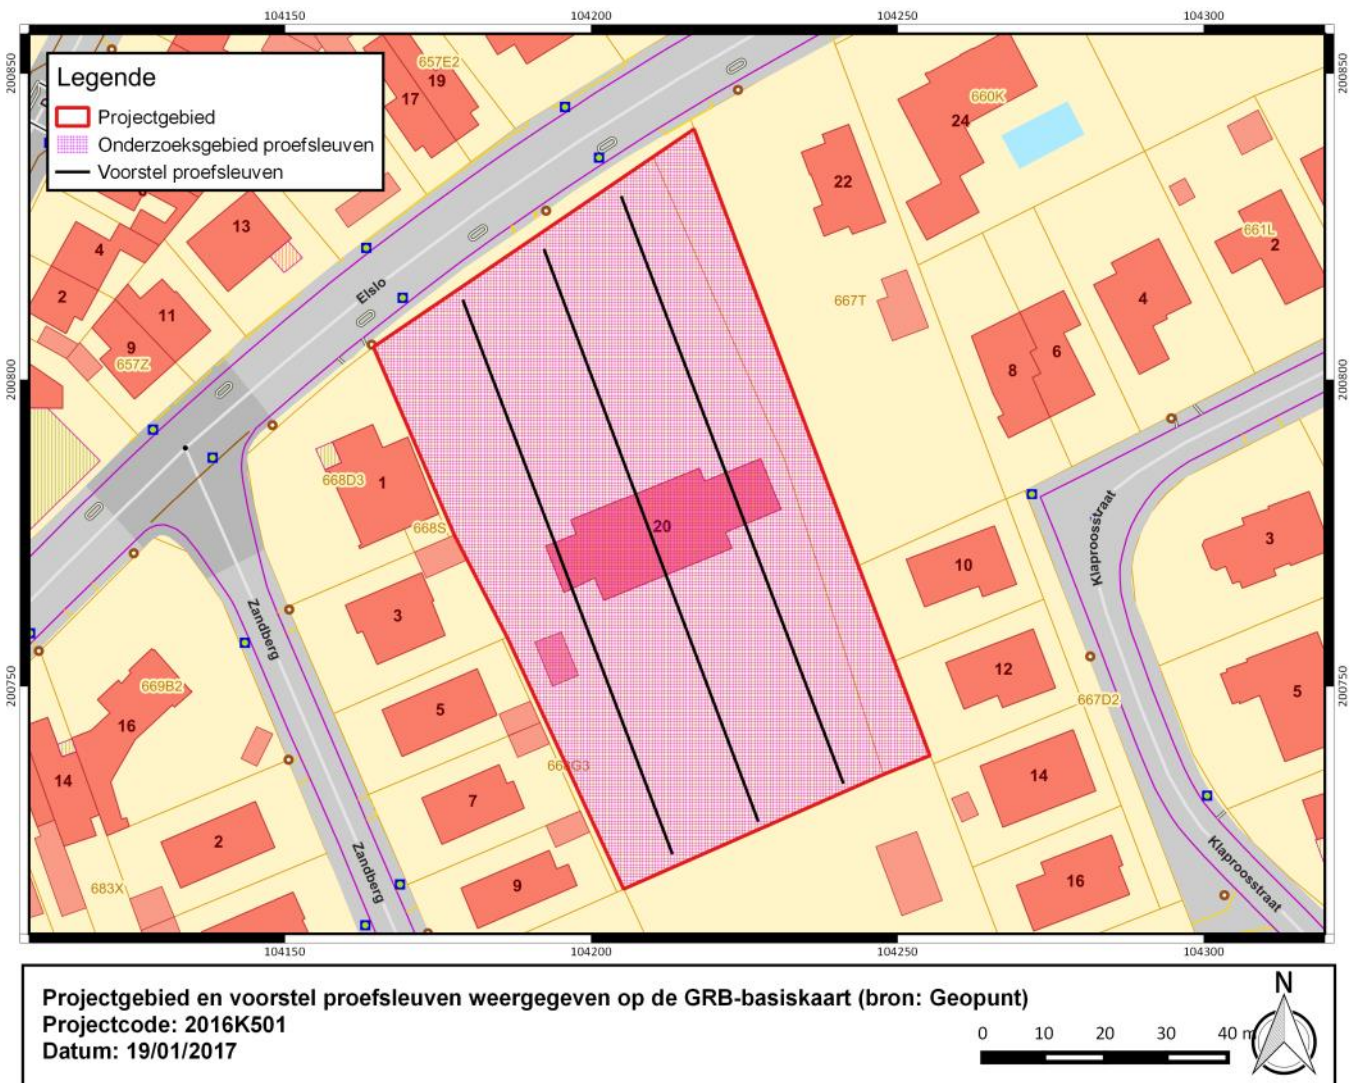 104150
104200
104250
104300
200850
200850
Legende
Projectgebied
Onderzoeksgebied proefsleuven
Voorstel proefsleuven
657E2
19
17
660K
24
22
13
4
2
11
9
657Z
Elslo
667T
661L
2
4
6
8
200800
200800
668D3
1
668S
20
Klaproosstraat
3
10
3
Zandberg
12
667D2
5
200750
200750
669B2
16
14
5
668G3
7
14
2
Zandberg
683X
9
16
Klaproosstraat
104150
104200
104250
104300
Projectgebied en voorstel proefsleuven weergegeven op de GRB-basiskaart (bron: Geopunt)
Projectcode: 2016K501
Datum: 19/01/2017
0 10 20 30 40 m
N